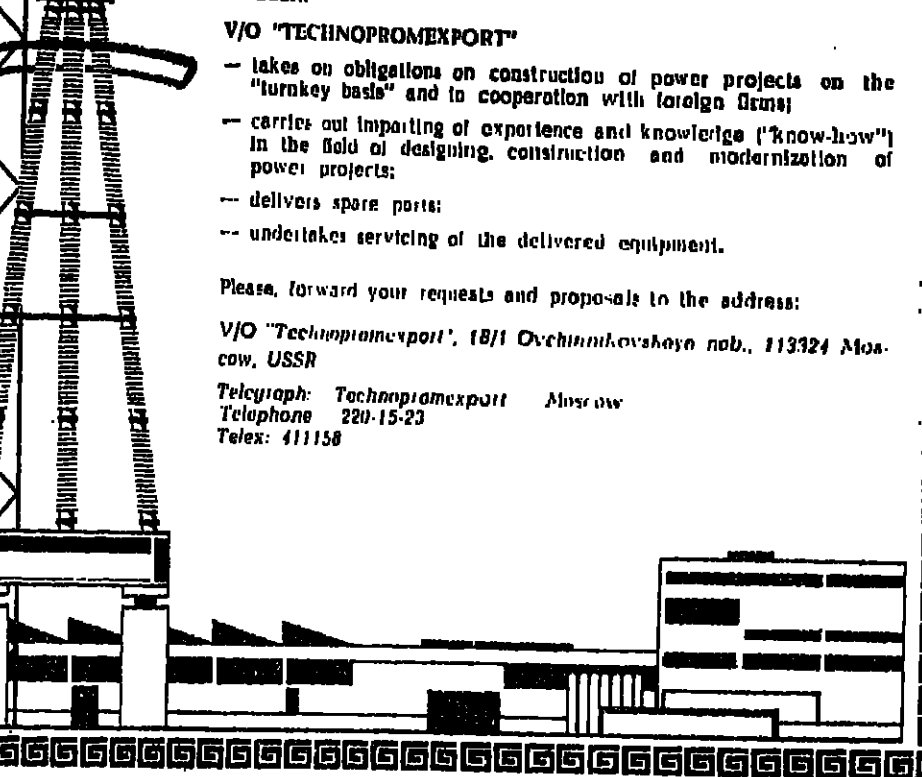 V/O "TECHNOPROMEXPORT"
— takes on obligations on construction of power projects on the
"turnkey basis" and in cooperation with foreign firms;
— carries out importing of experience and knowledge ("know-how")
in the field of designing, construction and modernization of
power projects;
— delivers spare parts;
— undertakes servicing of the delivered equipment.
Please, forward your requests and proposals to the address:
V/O "Technopromexport", 18/1 Ovchinnikovskaya nab., 113324 Mos-
cow, USSR
Telegraph: Technopromexport Moscow
Telephone 220-15-23
Telex: 411158